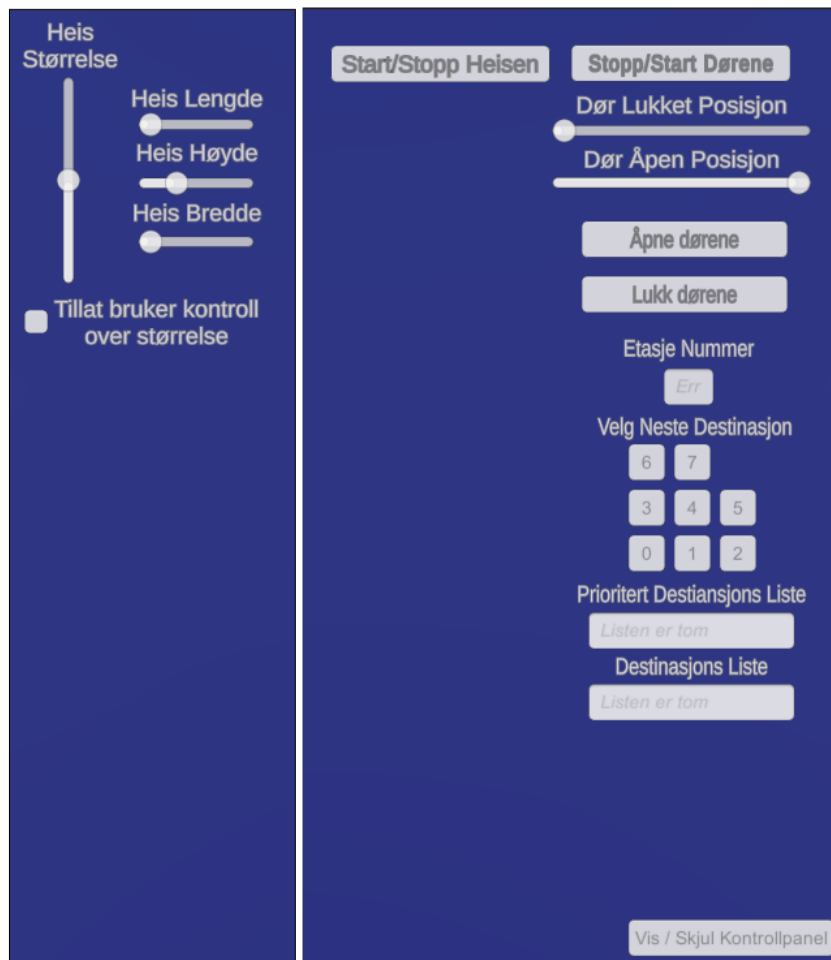 Heis
Størrelse
Heis Lengde
Heis Høyde
Heis Bredde
Tillat bruker kontroll
over størrelse
Start/Stopp Heisen
Stopp/Start Dørene
Dør Lukket Posisjon
Dør Åpen Posisjon
Åpne dørene
Lukk dørene
Etasje Nummer
Err
Velg Neste Destinasjon
6 7
3 4 5
0 1 2
Prioritert Destiansjons Liste
Listen er tom
Destinasjons Liste
Listen er tom
Vis / Skjul Kontrollpanel